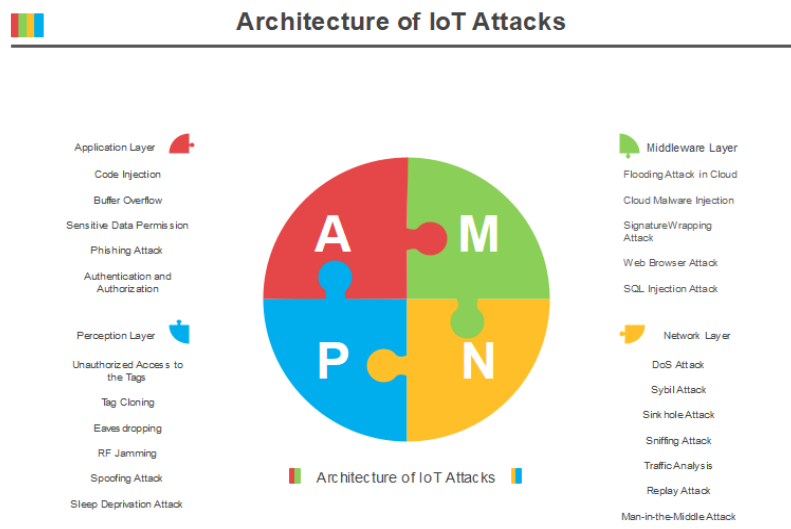 Architecture of IoT Attacks
Application Layer
Code Injection
Buffer Overflow
Sensitive Data Permission
Phishing Attack
Authentication and
Authorization
Perception Layer
Unauthorized Access to
the Tags
Tag Cloning
Eavesdropping
RF Jamming
Spoofing Attack
Sleep Deprivation Attack
A
M
P
N
Architecture of IoT Attacks
Middleware Layer
Flooding Attack in Cloud
Cloud Malware Injection
SignatureWrapping
Attack
Web Browser Attack
SQL Injection Attack
Network Layer
DoS Attack
Sybil Attack
Sinkhole Attack
Sniffing Attack
Traffic Analysis
Replay Attack
Man-in-the-Middle Attack